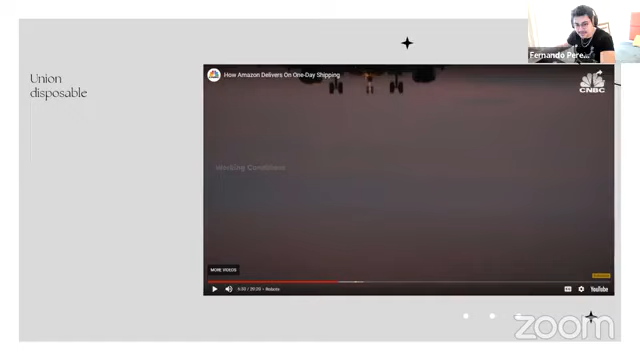 Fernando Pere...
Union
disposable
How Amazon Delivers On One-Day Shipping
CNBC
Working Conditions
MORE VIDEOS
YouTube
zoom